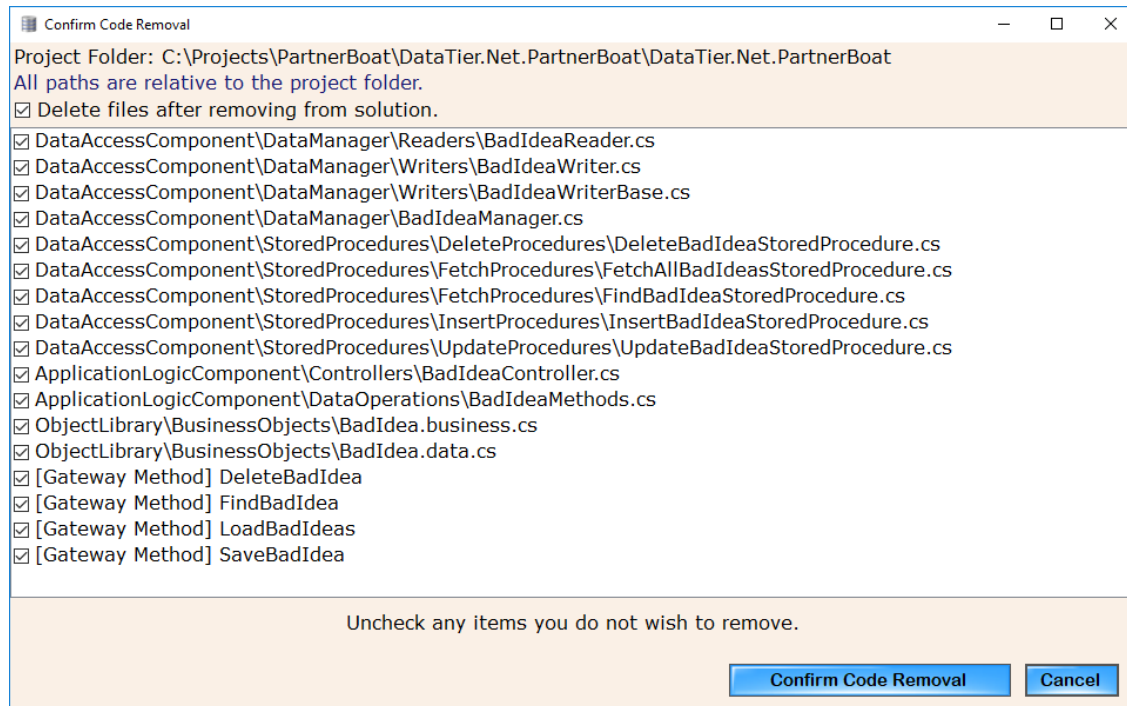 Confirm Code Removal
Project Folder: C:\Projects\PartnerBoat\DataTier.Net.PartnerBoat\DataTier.Net.PartnerBoat
All paths are relative to the project folder.
Delete files after removing from solution.
DataAccessComponent\DataManager\Readers\BadIdeaReader.cs
DataAccessComponent\DataManager\Writers\BadIdeaWriter.cs
DataAccessComponent\DataManager\Writers\BadIdeaWriterBase.cs
DataAccessComponent\DataManager\BadIdeaManager.cs
DataAccessComponent\StoredProcedures\DeleteProcedures\DeleteBadIdeaStoredProcedure.cs
DataAccessComponent\StoredProcedures\FetchProcedures\FetchAllBadIdeasStoredProcedure.cs
DataAccessComponent\StoredProcedures\FetchProcedures\FindBadIdeaStoredProcedure.cs
DataAccessComponent\StoredProcedures\InsertProcedures\InsertBadIdeaStoredProcedure.cs
DataAccessComponent\StoredProcedures\UpdateProcedures\UpdateBadIdeaStoredProcedure.cs
ApplicationLogicComponent\Controllers\BadIdeaController.cs
ApplicationLogicComponent\DataOperations\BadIdeaMethods.cs
ObjectLibrary\BusinessObjects\BadIdea.business.cs
ObjectLibrary\BusinessObjects\BadIdea.data.cs
[Gateway Method] DeleteBadIdea
[Gateway Method] FindBadIdea
[Gateway Method] LoadBadIdeas
[Gateway Method] SaveBadIdea
Uncheck any items you do not wish to remove.
Confirm Code Removal Cancel